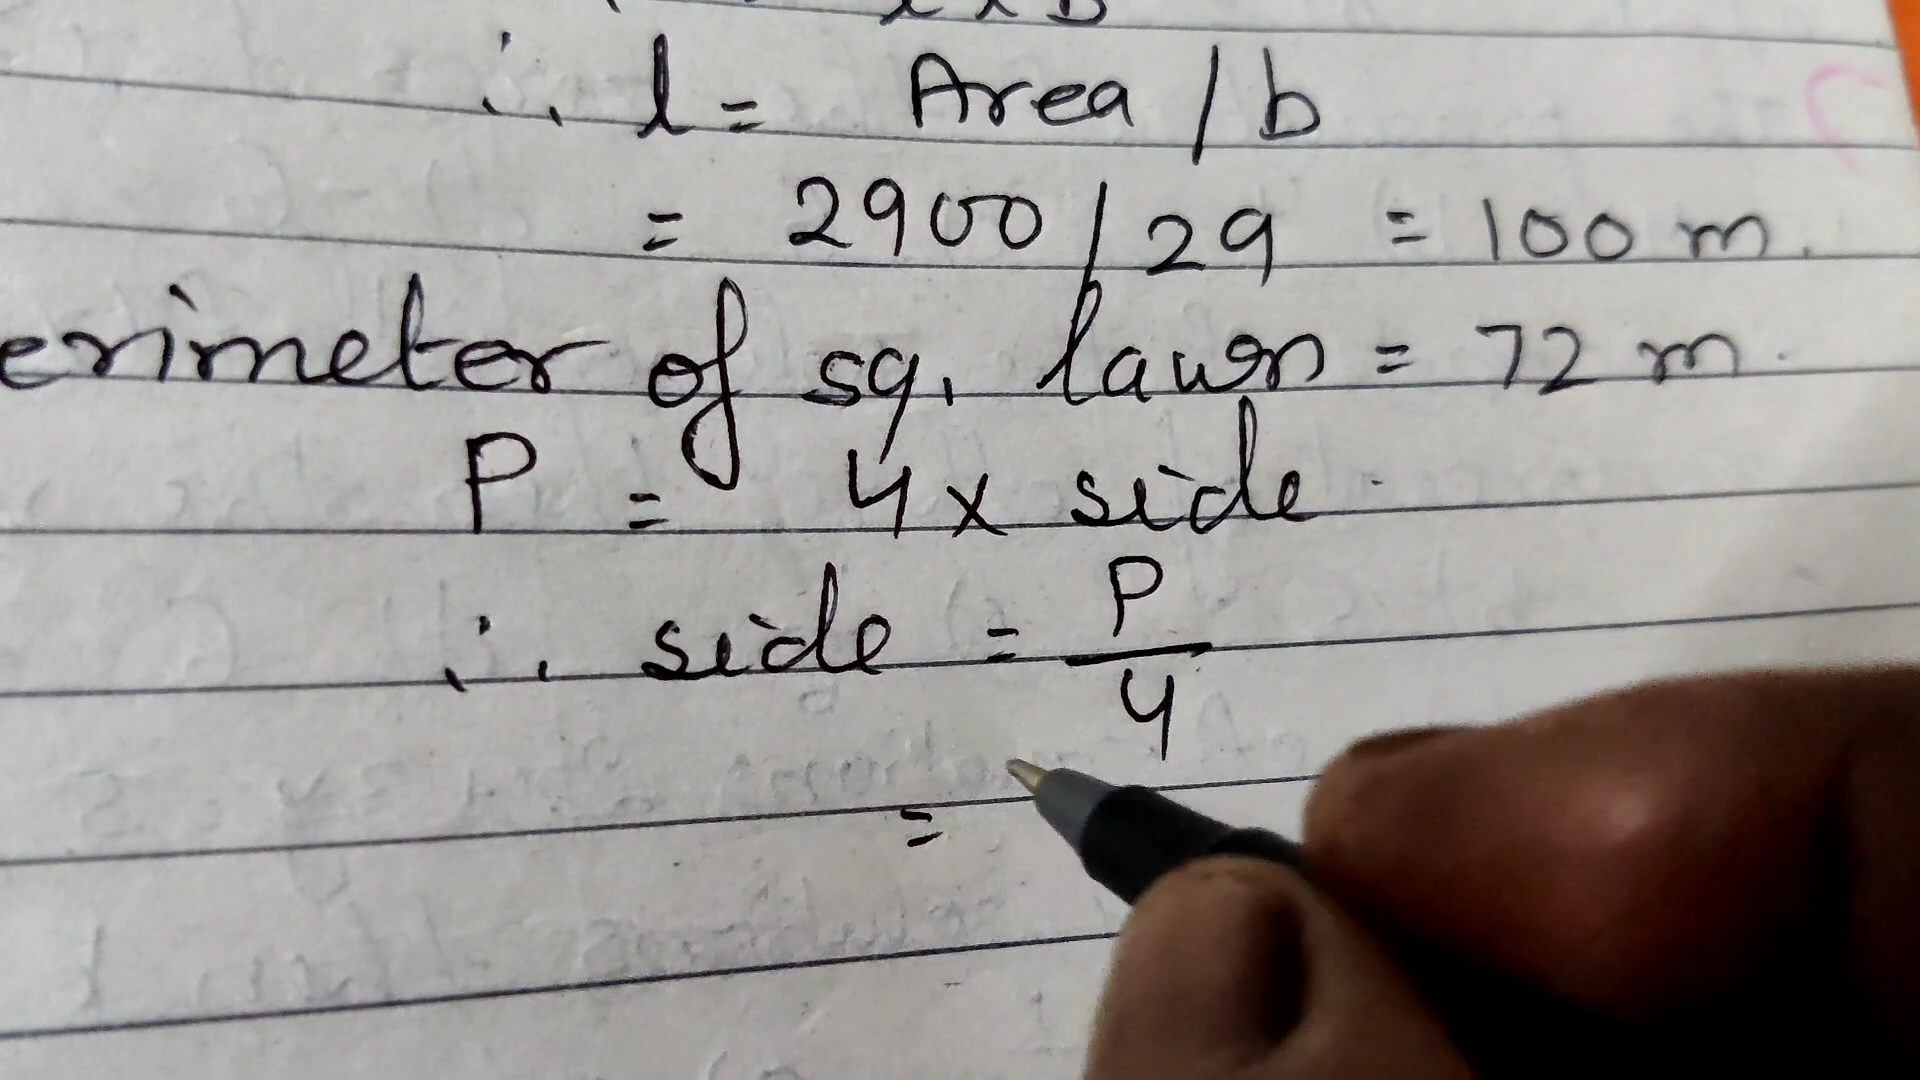 ∴ l = Area / b
= 2900 / 29 = 100 m.
erimeter of sq. lawn = 72 m.
P = 4 x side.
∴ side = P/4
=